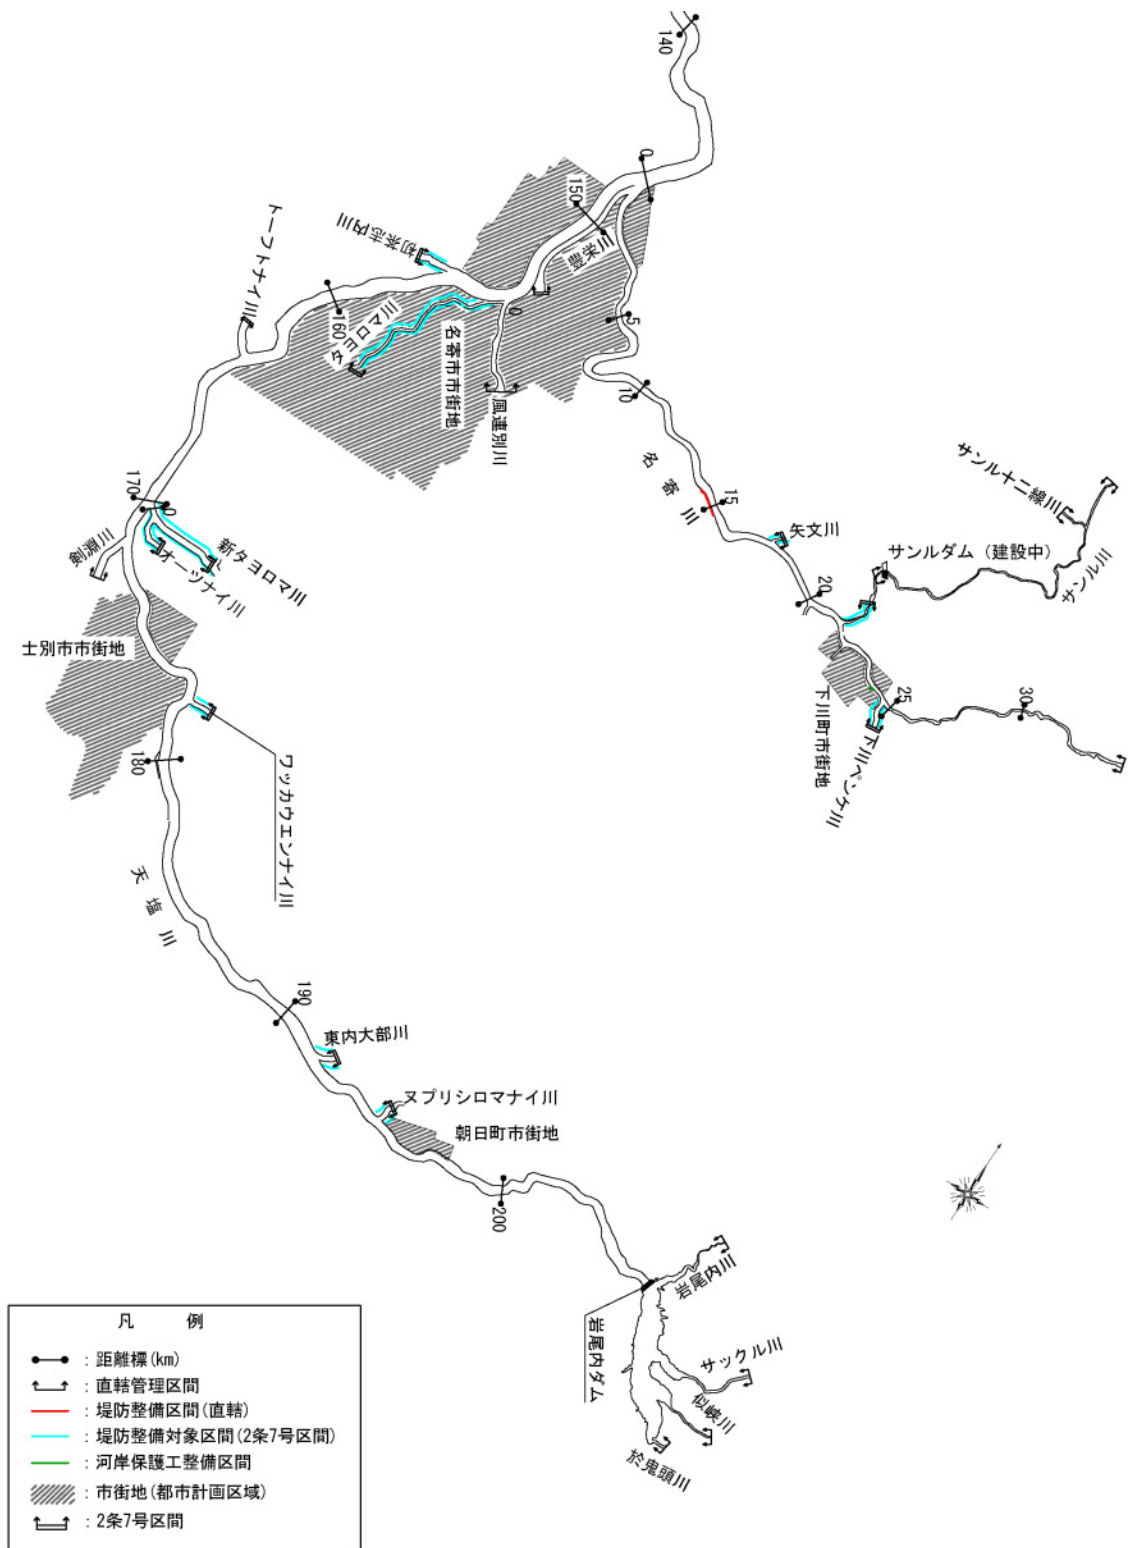 140
0
150
豊栄川
初茶志内川
トーフトナイ川
0
5
160
タヨロマ川
名寄市市街地
風連別川
10
名寄川
15
サンル十二線川
サンル川
矢文川
サンルダム (建設中)
170
0
剣淵川
オーツナイ川
新タヨロマ川
20
士別市市街地
下川町市街地
25
30
下川ペンケ川
180
ワッカウエンナイ川
天塩川
190
東内大部川
ヌプリシロマナイ川
朝日町市街地
200
岩尾内川
岩尾内ダム
サックル川
似峡川
於鬼頭川
凡 例
: 距離標(km)
: 直轄管理区間
: 堤防整備区間(直轄)
: 堤防整備対象区間(2条7号区間)
: 河岸保護工整備区間
: 市街地(都市計画区域)
: 2条7号区間